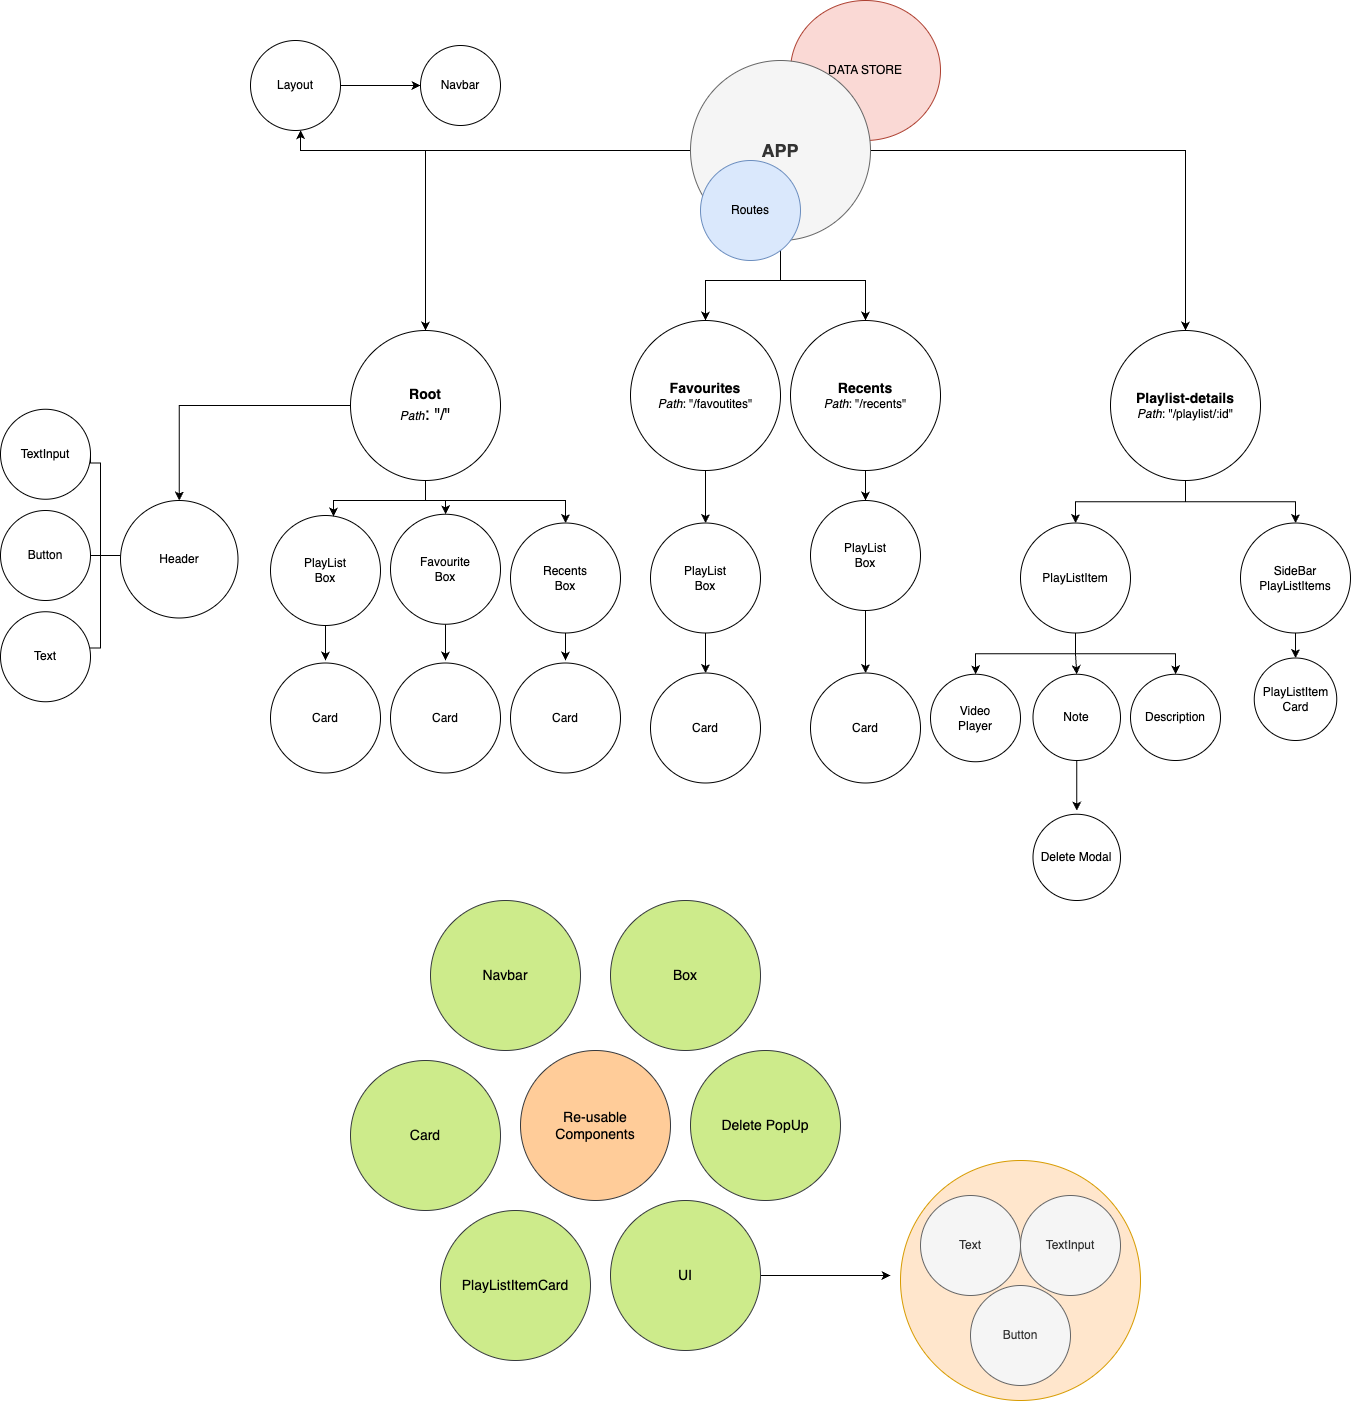 DATA STORE
Layout
Navbar
APP
Routes
Root
Path: "/"
Favourites
Path: "/favoutites"
Recents
Path: "/recents"
Playlist-details
Path: "/playlist/:id"
TextInput
Button
Text
Header
PlayList
Box
Favourite
Box
Recents
Box
PlayList
Box
PlayList
Box
PlayListItem
SideBar
PlayListItems
Card
Card
Card
Card
Card
Video
Player
Note
Description
PlayListItem
Card
Delete Modal
Navbar
Box
Card
Re-usable
Components
Delete PopUp
PlayListItemCard
UI
Text
TextInput
Button